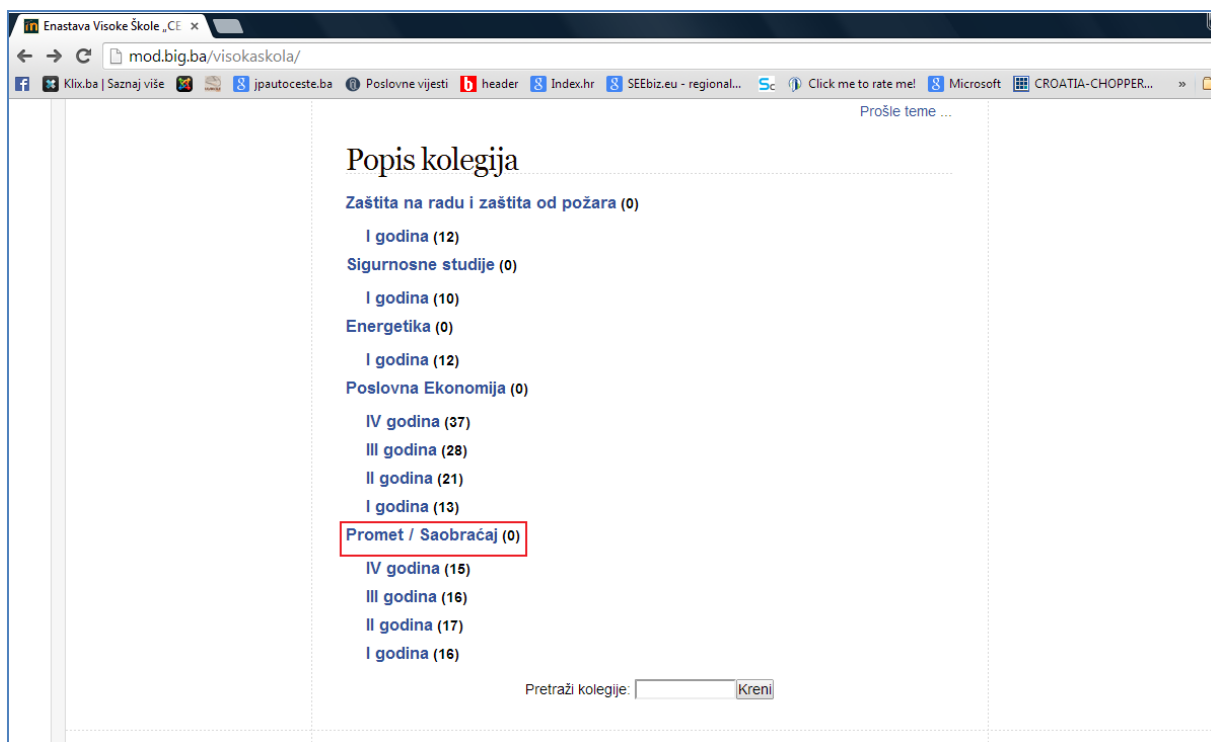 Enastava Visoke Škole „CE
mod.big.ba/visokaskola/
Klix.ba | Saznaj više jpautoceste.ba Poslovne vijesti header Index.hr SEEbiz.eu - regional... Click me to rate me! Microsoft CROATIA-CHOPPER... »
Prošle teme ...
Popis kolegija
Zaštita na radu i zaštita od požara (0)
I godina (12)
Sigurnosne studije (0)
I godina (10)
Energetika (0)
I godina (12)
Poslovna Ekonomija (0)
IV godina (37)
III godina (28)
II godina (21)
I godina (13)
Promet / Saobraćaj (0)
IV godina (15)
III godina (16)
II godina (17)
I godina (16)
Pretraži kolegije: Kreni